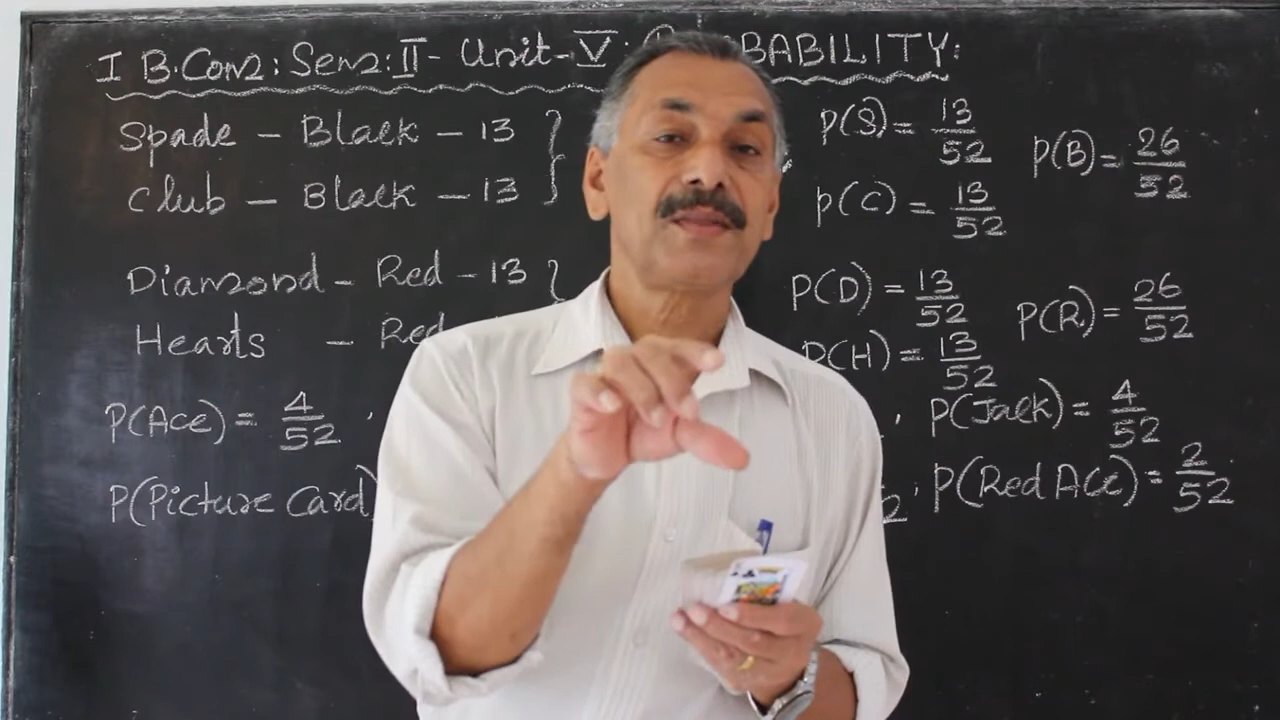 I B.Com: Sem: II - Unit - V : PROBABILITY:
Spade - Black - 13
Club - Black - 13
Diamond - Red - 13
Hearts - Red
P(S) = 13/52
P(B) = 26/52
P(C) = 13/52
P(D) = 13/52
P(R) = 26/52
P(H) = 13/52
P(Ace) = 4/52 , , P(Jack) = 4/52
P(Picture Card) , P(Red Ace) = 2/52